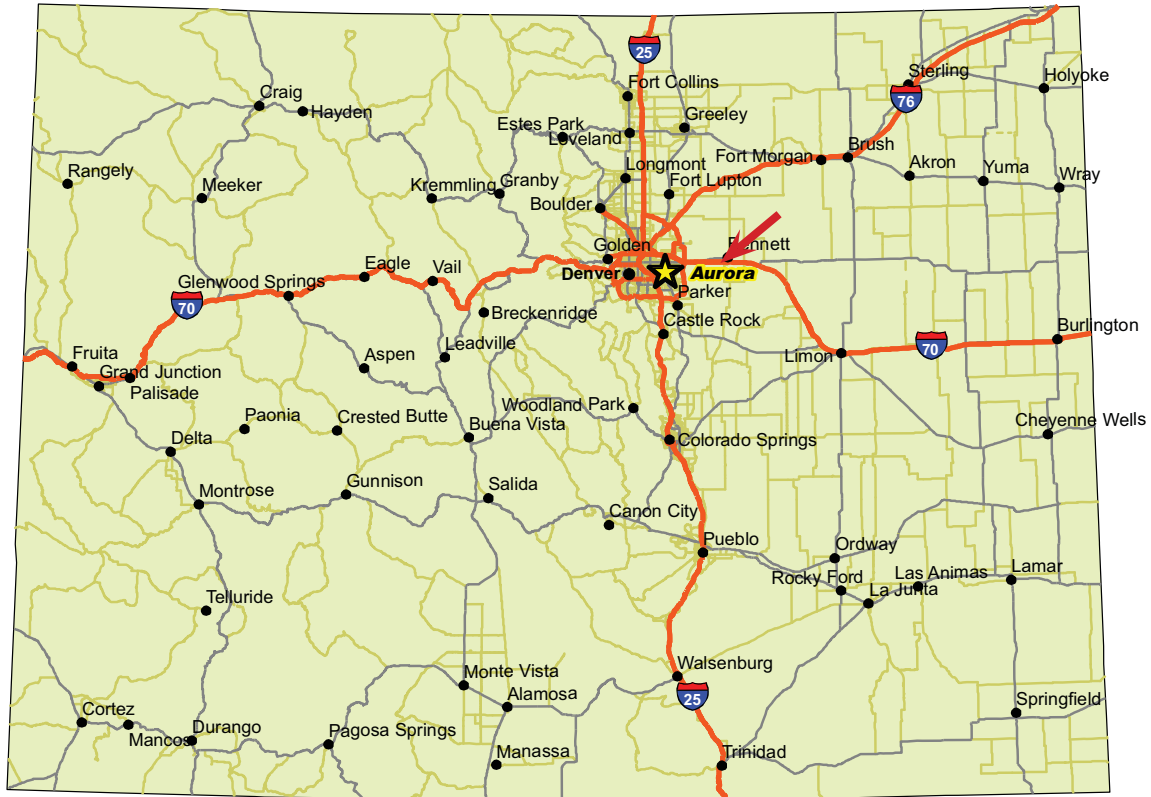 25
Sterling
Holyoke
Fort Collins
76
Craig
Hayden
Greeley
Estes Park
Loveland
Brush
Fort Morgan
Longmont
Akron
Yuma
Wray
Rangely
Meeker
Kremmling
Granby
Fort Lupton
Boulder
Golden
Bennett
Eagle
Vail
Denver
Aurora
Glenwood Springs
70
Parker
Breckenridge
Castle Rock
Burlington
Leadville
Limon
70
Fruita
Aspen
Grand Junction
Palisade
Woodland Park
Paonia
Crested Butte
Buena Vista
Cheyenne Wells
Delta
Colorado Springs
Gunnison
Salida
Montrose
Canon City
Pueblo
Ordway
Rocky Ford
Las Animas
Lamar
La Junta
Telluride
Walsenburg
Monte Vista
Alamosa
25
Springfield
Cortez
Mancos
Durango
Pagosa Springs
Manassa
Trinidad